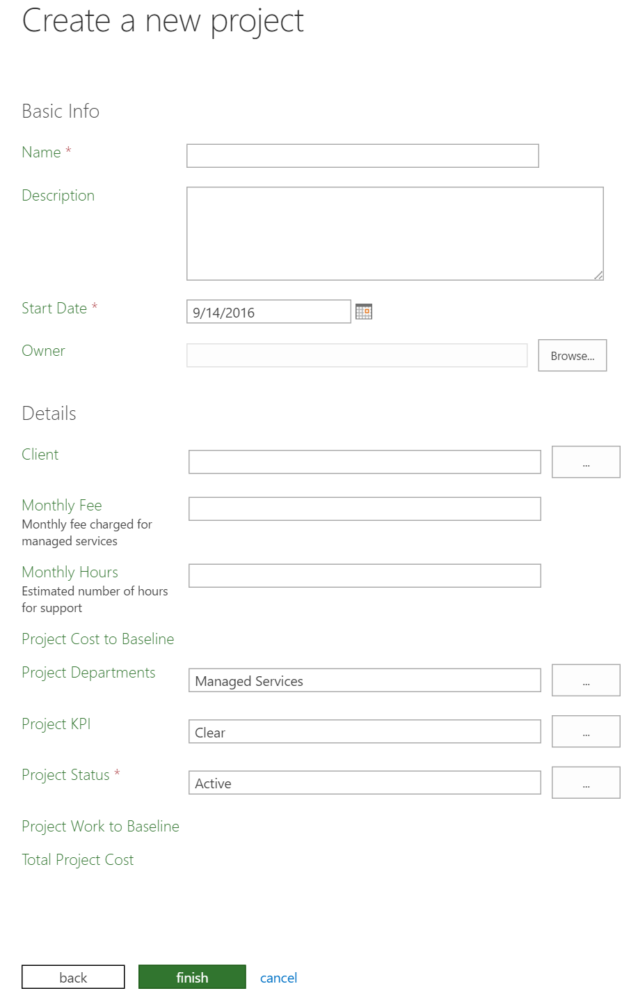 Create a new project
Basic Info
Name *
Description
Start Date *
9/14/2016
Owner
Browse...
Details
Client
...
Monthly Fee
Monthly fee charged for
managed services
Monthly Hours
Estimated number of hours
for support
Project Cost to Baseline
Project Departments
Managed Services
...
Project KPI
Clear
...
Project Status *
Active
...
Project Work to Baseline
Total Project Cost
back
finish
cancel